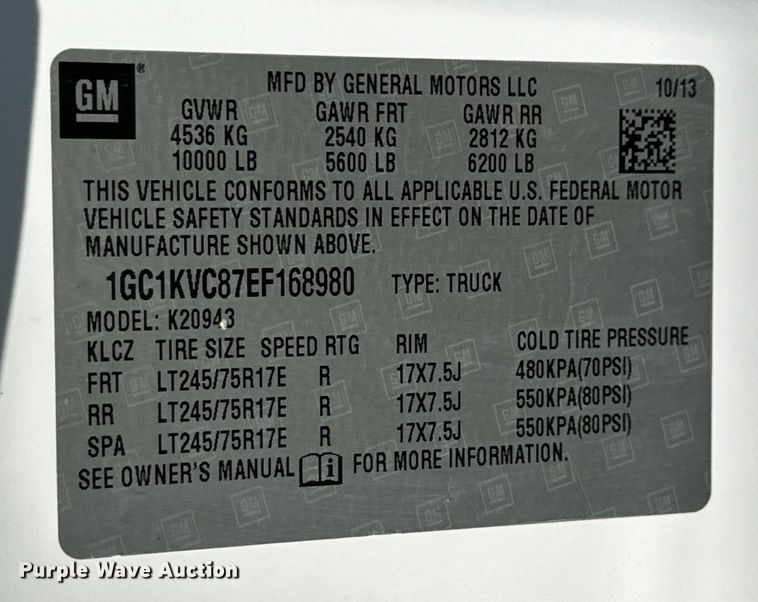 GM ®
MFD BY GENERAL MOTORS LLC 10/13
GVWR GAWR FRT GAWR RR
4536 KG 2540 KG 2812 KG
10000 LB 5600 LB 6200 LB
THIS VEHICLE CONFORMS TO ALL APPLICABLE U.S. FEDERAL MOTOR
VEHICLE SAFETY STANDARDS IN EFFECT ON THE DATE OF
MANUFACTURE SHOWN ABOVE.
1GC1KVC87EF168980 TYPE: TRUCK
MODEL: K20943
KLCZ TIRE SIZE SPEED RTG RIM COLD TIRE PRESSURE
FRT LT245/75R17E R 17X7.5J 480KPA(70PSI)
RR LT245/75R17E R 17X7.5J 550KPA(80PSI)
SPA LT245/75R17E R 17X7.5J 550KPA(80PSI)
SEE OWNER'S MANUAL i FOR MORE INFORMATION.
Purple Wave Auction